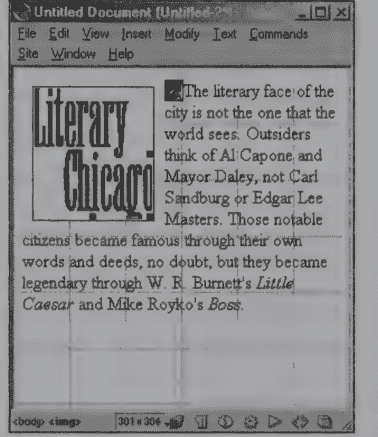 Untitled Document (Untitled-2*
File Edit View Insert Modify Text Commands
Site Window Help
Literary
Chicago
The literary face of the
city is not the one that the
world sees. Outsiders
think of Al Capone and
Mayor Daley, not Carl
Sandburg or Edgar Lee
Masters. Those notable
citizens became famous through their own
words and deeds, no doubt, but they became
legendary through W. R. Burnett's Little
Caesar and Mike Royko's Boss.
<body> <img> 301 x 304